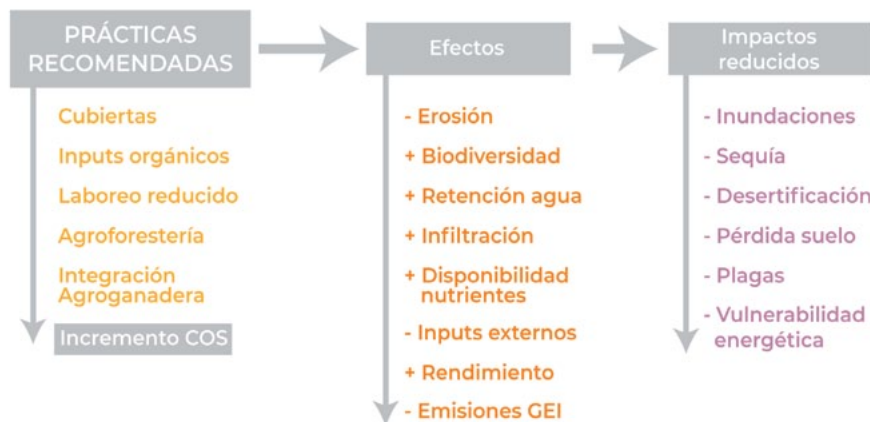 PRÁCTICAS
RECOMENDADAS
Cubiertas
Inputs orgánicos
Laboreo reducido
Agroforestería
Integración
Agroganadera
Incremento COS
Efectos
- Erosión
+ Biodiversidad
+ Retención agua
+ Infiltración
+ Disponibilidad
nutrientes
- Inputs externos
+ Rendimiento
- Emisiones GEI
Impactos
reducidos
- Inundaciones
- Sequía
- Desertificación
- Pérdida suelo
- Plagas
- Vulnerabilidad
energética